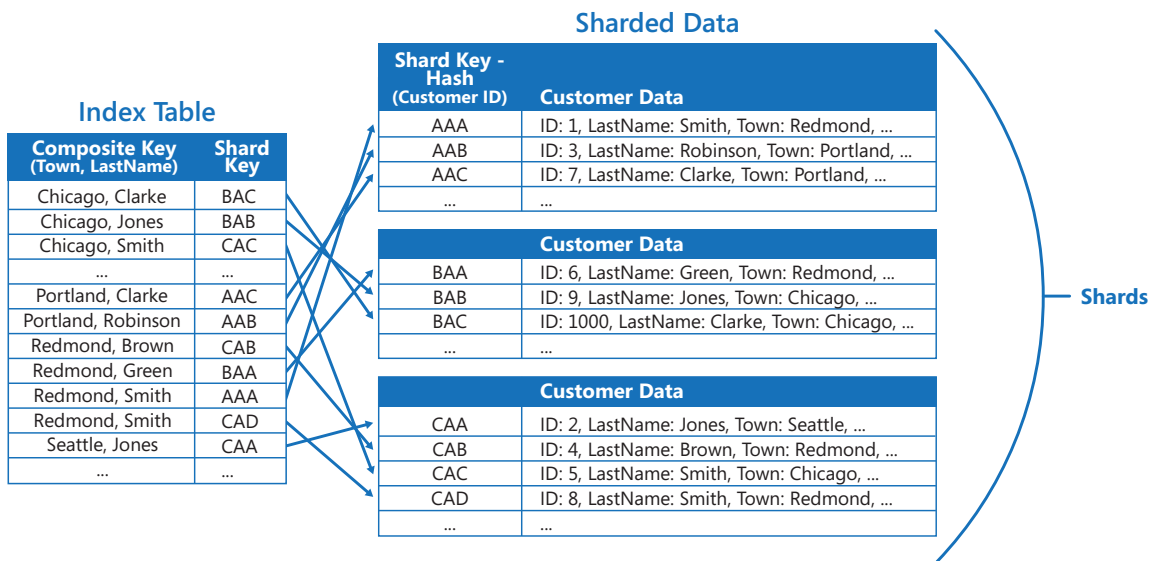 Sharded Data
Index Table
Composite Key
(Town, LastName)
Shard
Key
Chicago, Clarke BAC
Chicago, Jones BAB
Chicago, Smith CAC
... ...
Portland, Clarke AAC
Portland, Robinson AAB
Redmond, Brown CAB
Redmond, Green BAA
Redmond, Smith AAA
Redmond, Smith CAD
Seattle, Jones CAA
... ...
Shard Key -
Hash
(Customer ID)
Customer Data
AAA ID: 1, LastName: Smith, Town: Redmond, ...
AAB ID: 3, LastName: Robinson, Town: Portland, ...
AAC ID: 7, LastName: Clarke, Town: Portland, ...
... ...
Customer Data
BAA ID: 6, LastName: Green, Town: Redmond, ...
BAB ID: 9, LastName: Jones, Town: Chicago, ...
BAC ID: 1000, LastName: Clarke, Town: Chicago, ...
... ...
Customer Data
CAA ID: 2, LastName: Jones, Town: Seattle, ...
CAB ID: 4, LastName: Brown, Town: Redmond, ...
CAC ID: 5, LastName: Smith, Town: Chicago, ...
CAD ID: 8, LastName: Smith, Town: Redmond, ...
... ...
Shards